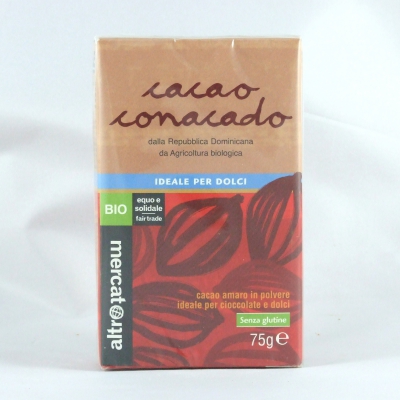 cacao
conacado
dalla Repubblica Dominicana
da Agricoltura biologica
IDEALE PER DOLCI
BIO
equo e
solidale
fair trade
altromercato
cacao amaro in polvere
ideale per cioccolate e dolci
Senza glutine
75g e